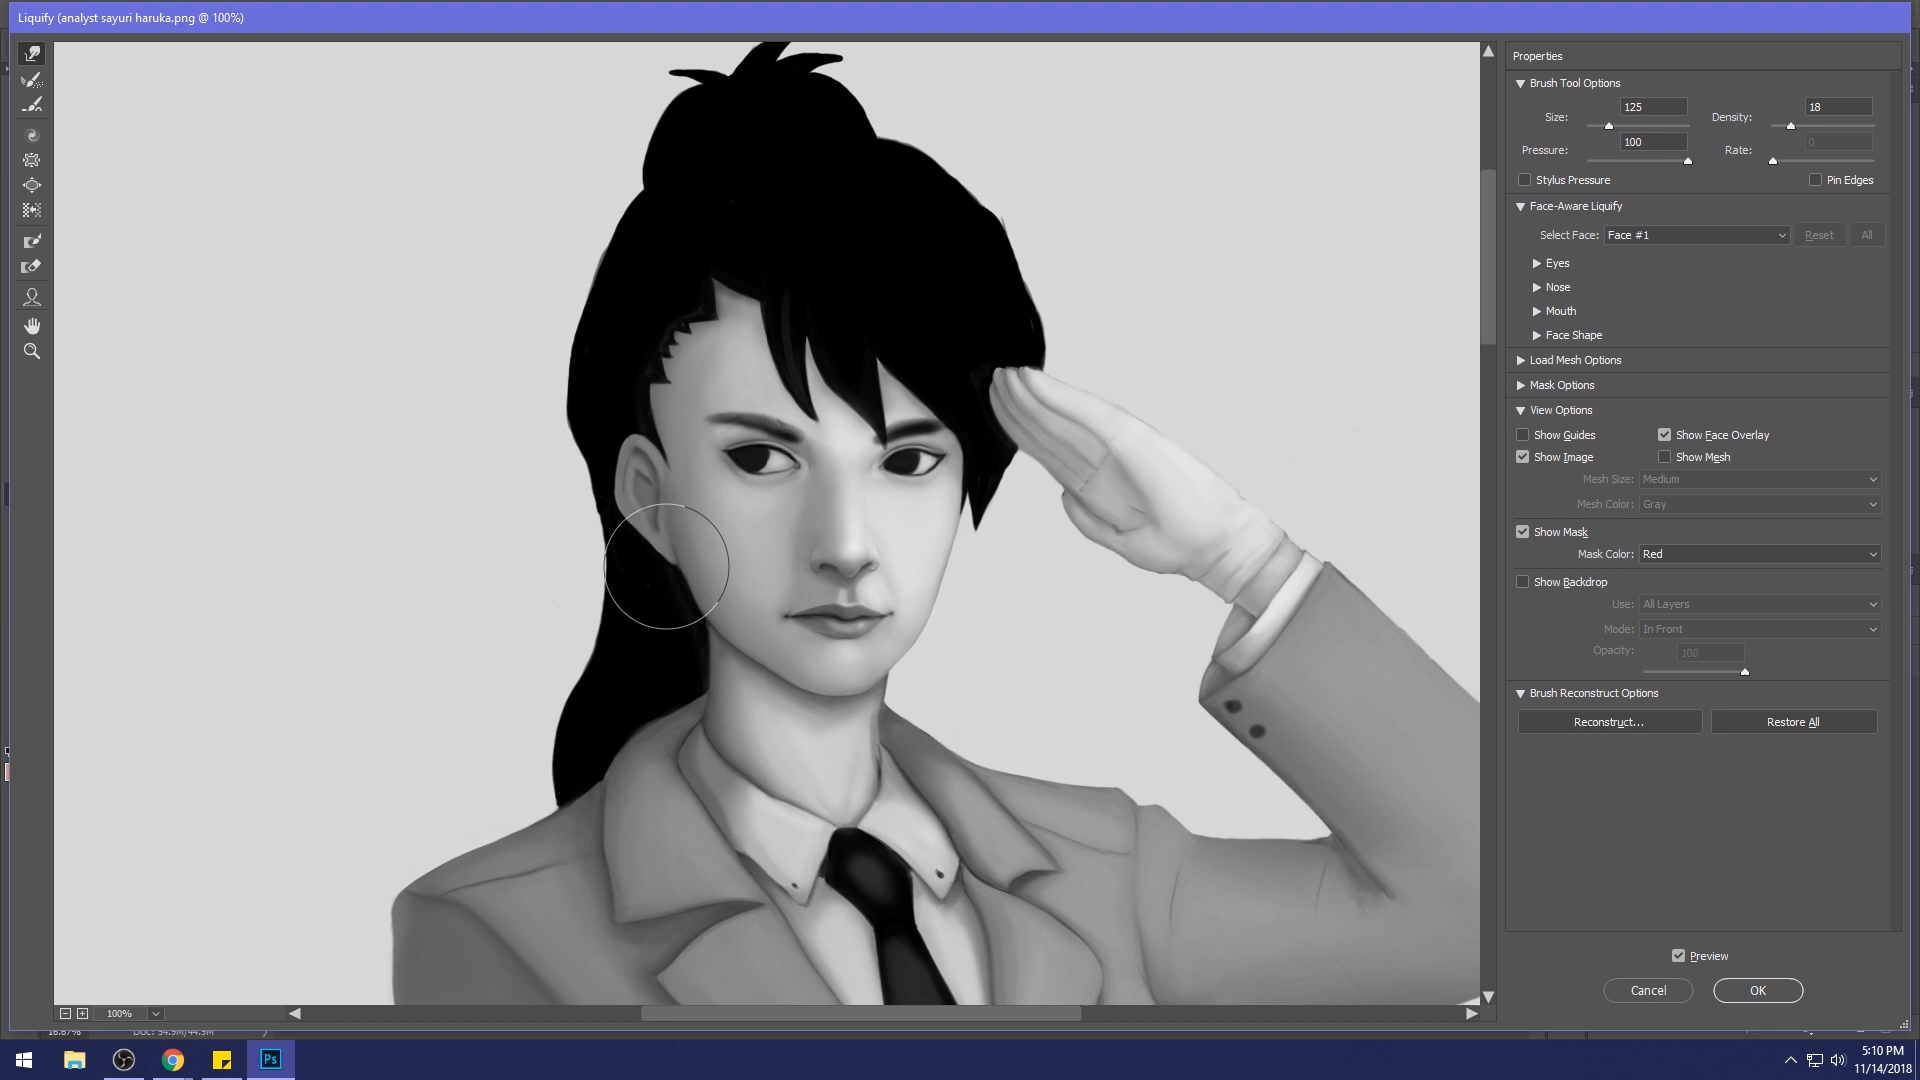 Liquify (analyst sayuri haruka.png @ 100%)
Properties
Brush Tool Options
Size: 125 Density: 18
Pressure: 100 Rate: 0
Stylus Pressure Pin Edges
Face-Aware Liquify
Select Face: Face #1 Reset All
Eyes
Nose
Mouth
Face Shape
Load Mesh Options
Mask Options
View Options
Show Guides Show Face Overlay
Show Image Show Mesh
Mesh Size: Medium
Mesh Color: Gray
Show Mask
Mask Color: Red
Show Backdrop
Use: All Layers
Mode: In Front
Opacity: 100
Brush Reconstruct Options
Reconstruct... Restore All
Preview
Cancel OK
100%
16.67%
Ps
5:10 PM
11/14/2018